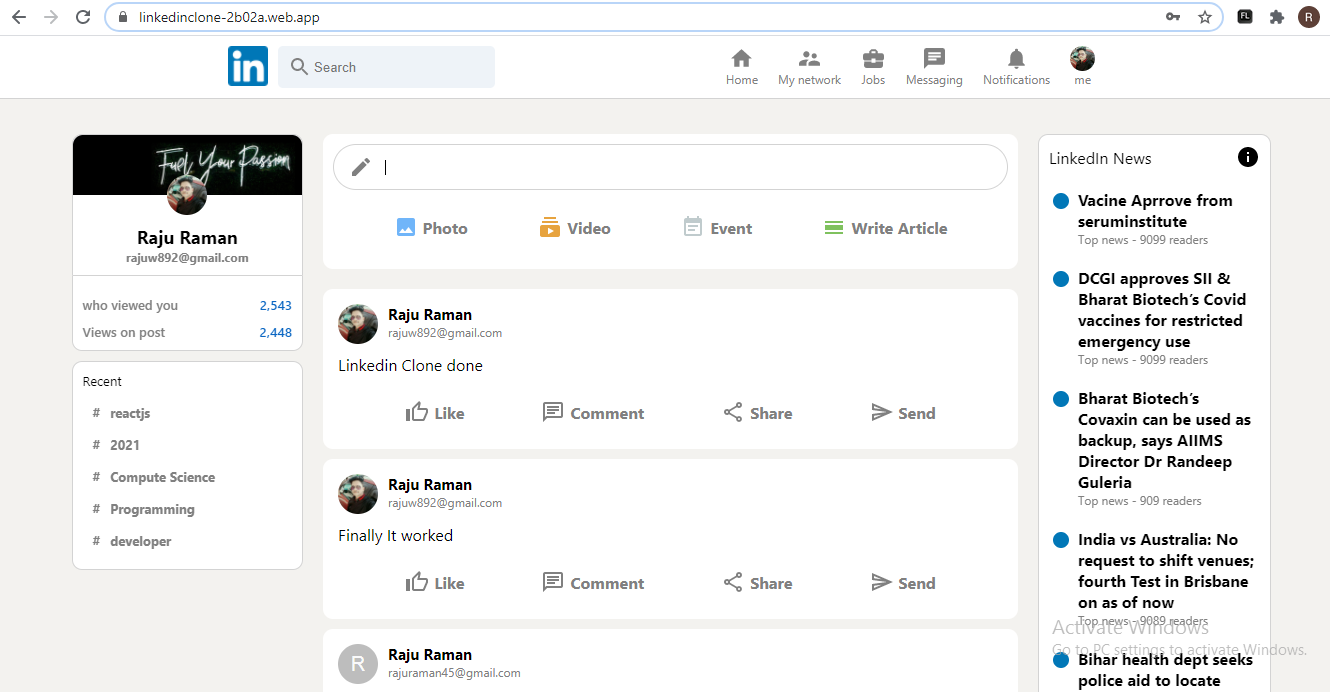 linkedinclone-2b02a.web.app
FL
R
in
Search
Home
My network
Jobs
Messaging
Notifications
me
Fuel Your Passion
Raju Raman
rajuw892@gmail.com
who viewed you 2,543
Views on post 2,448
Recent
# reactjs
# 2021
# Compute Science
# Programming
# developer
Photo
Video
Event
Write Article
Raju Raman
rajuw892@gmail.com
Linkedin Clone done
Like
Comment
Share
Send
Raju Raman
rajuw892@gmail.com
Finally It worked
Like
Comment
Share
Send
R
Raju Raman
rajuraman45@gmail.com
LinkedIn News
Vacine Aprrove from
seruminstitute
Top news - 9099 readers
DCGI approves SII &
Bharat Biotech’s Covid
vaccines for restricted
emergency use
Top news - 9099 readers
Bharat Biotech’s
Covaxin can be used as
backup, says AIIMS
Director Dr Randeep
Guleria
Top news - 909 readers
India vs Australia: No
request to shift venues;
fourth Test in Brisbane
on as of now
Top news - 9089 readers
Bihar health dept seeks
police aid to locate
Activate Windows
Go to PC settings to activate Windows.